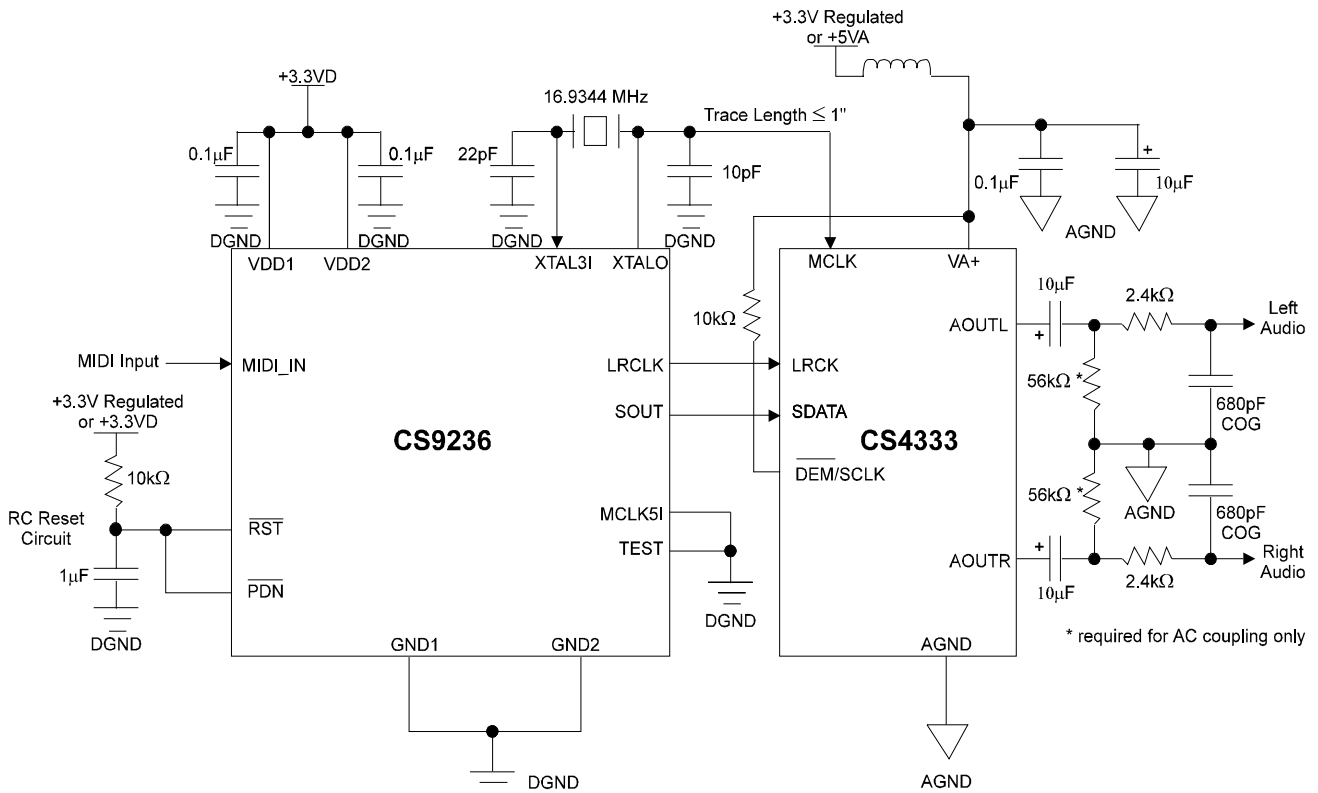 +3.3V Regulated
or +5VA
+3.3VD
16.9344 MHz
Trace Length ≤ 1"
0.1µF
0.1µF
22pF
10pF
0.1µF
10µF
+
DGND
DGND
DGND
DGND
AGND
VDD1
VDD2
XTAL3I
XTALO
MCLK
VA+
10µF
2.4kΩ
10kΩ
AOUTL
+
Left
Audio
MIDI Input
MIDI_IN
LRCLK
LRCK
56kΩ *
+3.3V Regulated
or +3.3VD
SOUT
SDATA
680pF
COG
CS9236
CS4333
10kΩ
DEM/SCLK
56kΩ *
AGND
680pF
COG
RC Reset
Circuit
RST
MCLK5I
TEST
AOUTR
+
Right
Audio
1µF
PDN
10µF
2.4kΩ
DGND
DGND
* required for AC coupling only
GND1
GND2
AGND
DGND
AGND